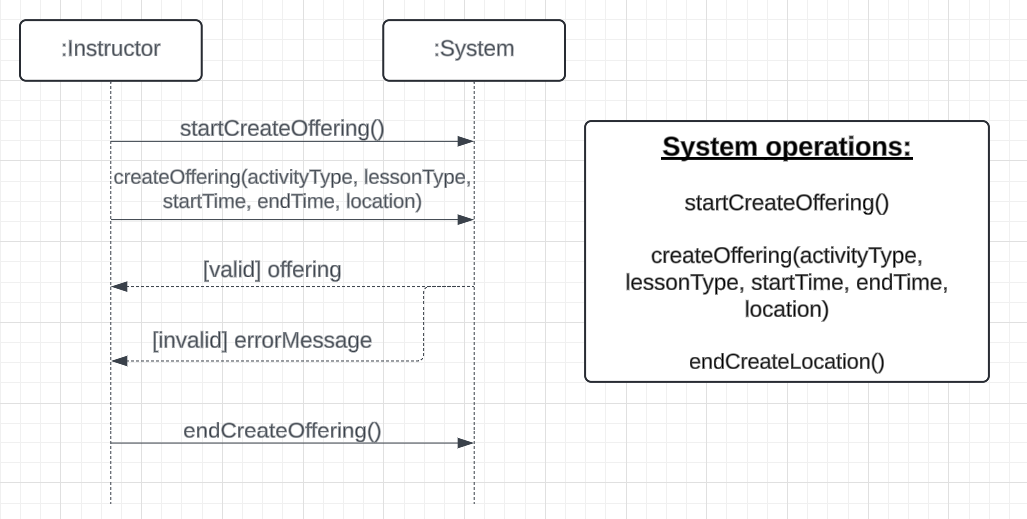 :Instructor
:System
startCreateOffering()
createOffering(activityType, lessonType,
startTime, endTime, location)
[valid] offering
[invalid] errorMessage
endCreateOffering()
System operations:
startCreateOffering()
createOffering(activityType,
lessonType, startTime, endTime,
location)
endCreateLocation()